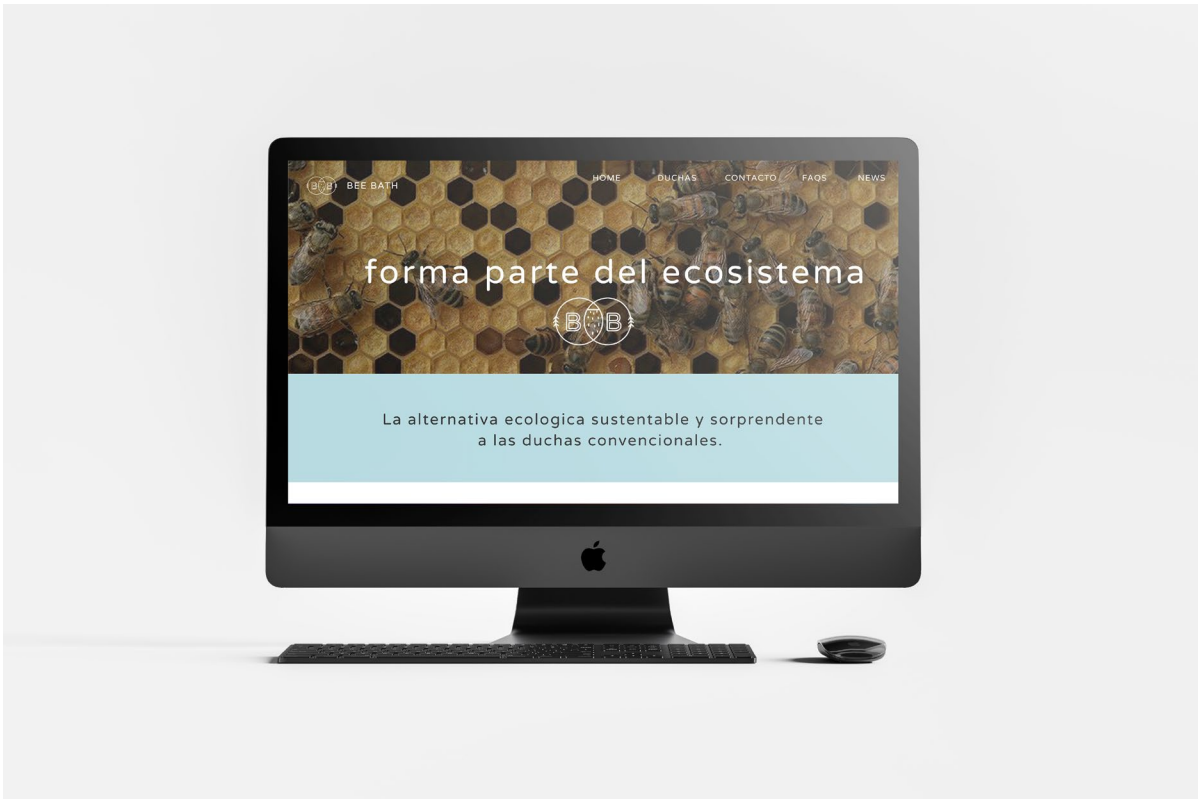 BB BEE BATH
HOME DUCHAS CONTACTO FAQS NEWS
forma parte del ecosistema
B B
La alternativa ecologica sustentable y sorprendente
a las duchas convencionales.